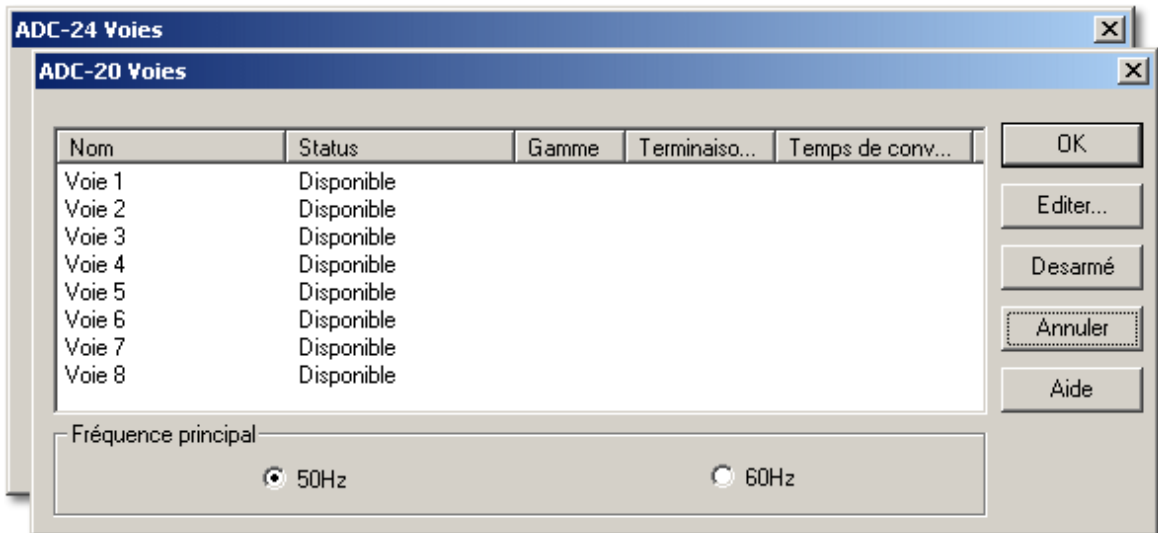 ADC-24 Voies
ADC-20 Voies
Nom Status Gamme Terminaiso... Temps de conv...
Voie 1 Disponible
Voie 2 Disponible
Voie 3 Disponible
Voie 4 Disponible
Voie 5 Disponible
Voie 6 Disponible
Voie 7 Disponible
Voie 8 Disponible
OK
Editer...
Desarmé
Annuler
Aide
Fréquence principal
50Hz 60Hz